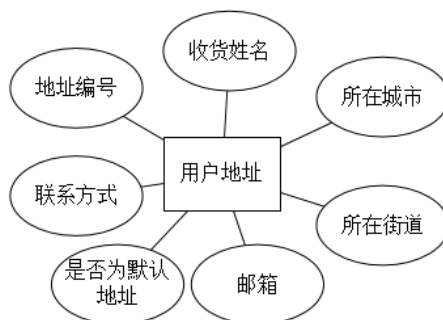 收货姓名
地址编号
所在城市
用户地址
联系方式
所在街道
是否为默认
地址
邮箱